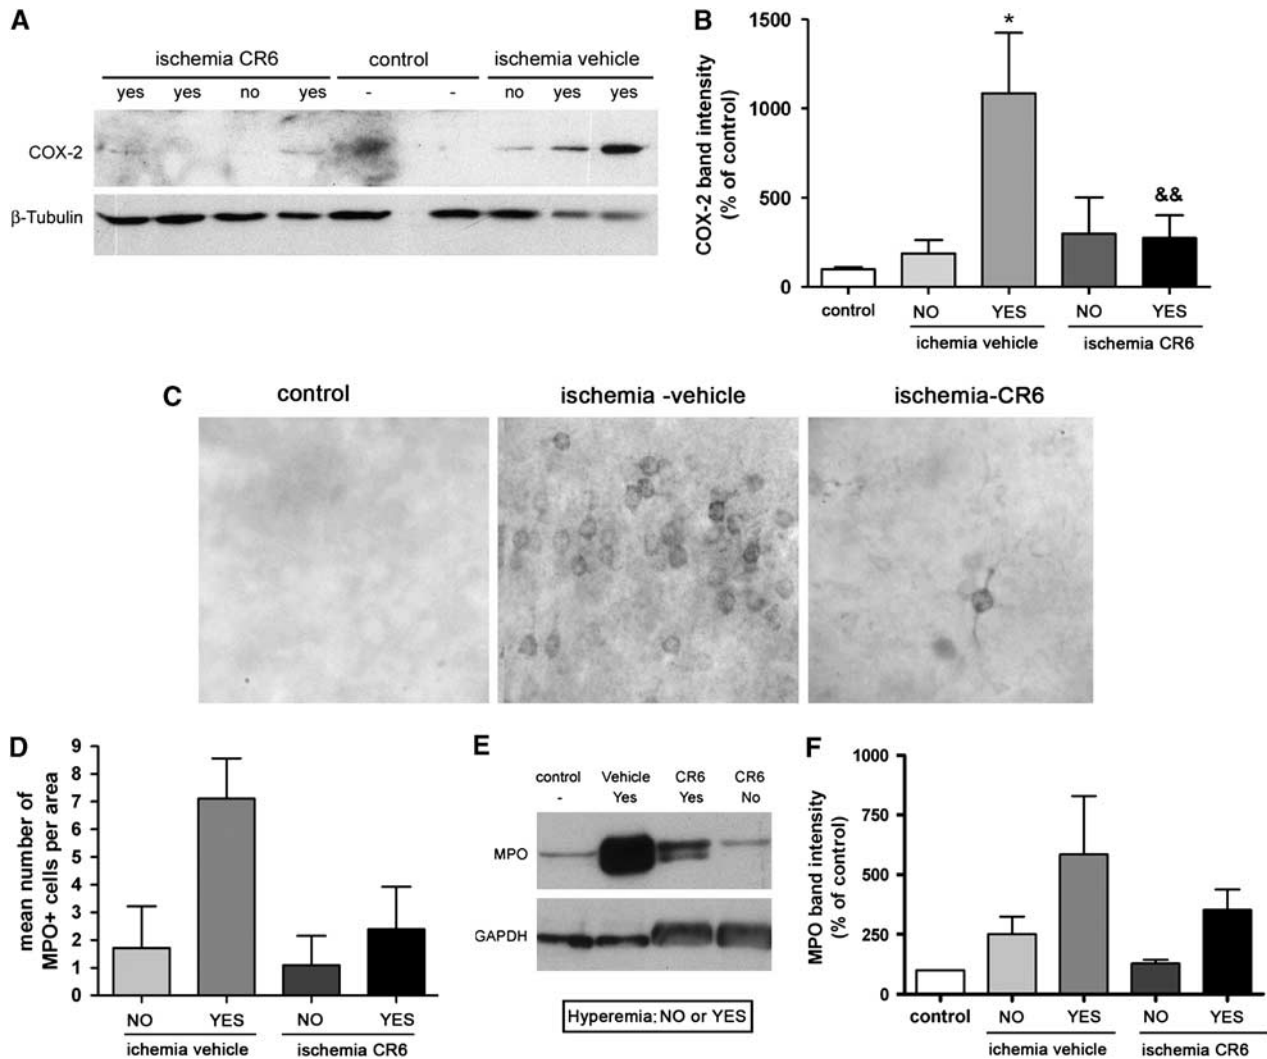 A
ischemia CR6 control ischemia vehicle
yes yes no yes - - no yes yes
COX-2
β-Tubulin
B
COX-2 band intensity
(% of control)
1500
1000
500
0
*
&&
control NO YES NO YES
ichemia vehicle ischemia CR6
C
control ischemia -vehicle ischemia-CR6
D
mean number of
MPO+ cells per area
9
8
7
6
5
4
3
2
1
0
NO YES NO YES
ichemia vehicle ischemia CR6
E
control Vehicle CR6 CR6
- Yes Yes No
MPO
GAPDH
Hyperemia: NO or YES
F
MPO band intensity
(% of control)
1000
750
500
250
0
control NO YES NO YES
ichemia vehicle ischemia CR6